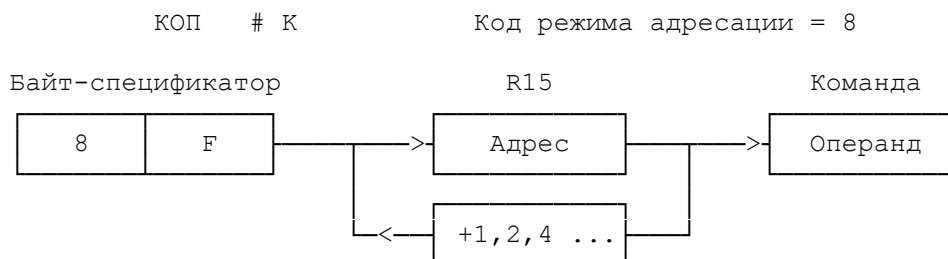 КОП # К Код режима адресации = 8
Байт-спецификатор R15 Команда
8 F > Адрес > Операнд
< +1,2,4 ...